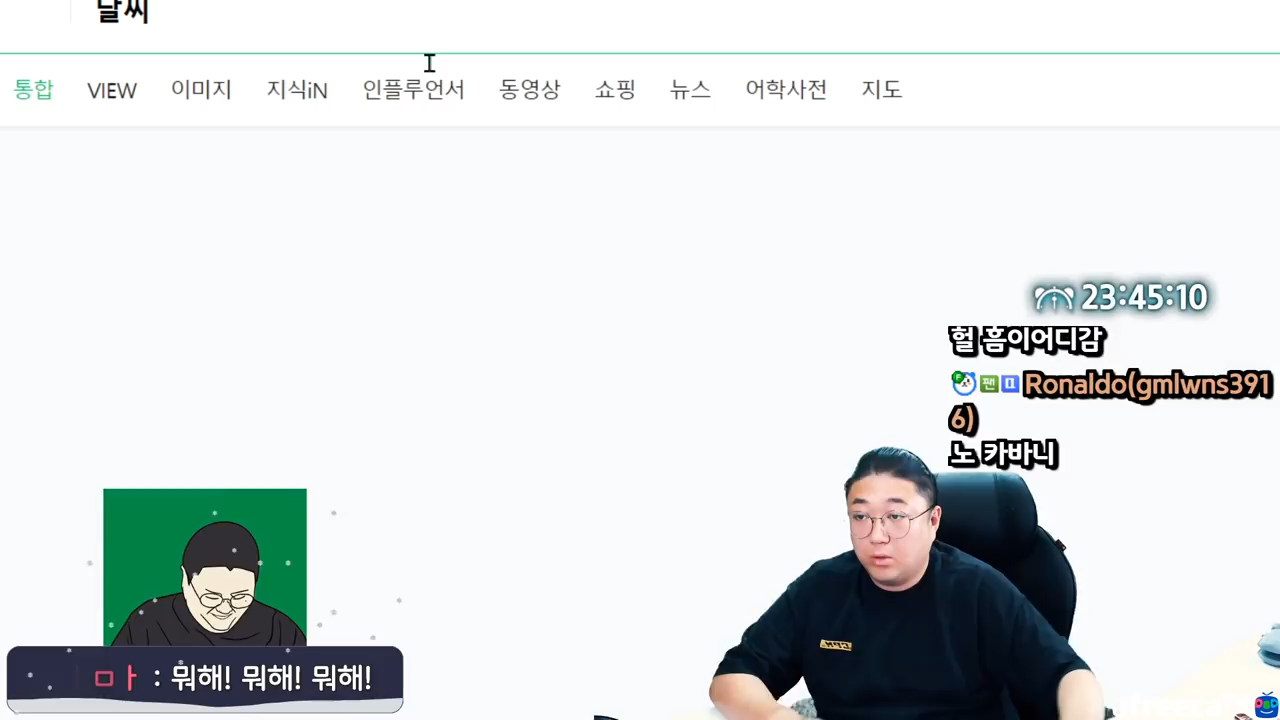 날씨
통합 VIEW 이미지 지식iN 인플루언서 동영상 쇼핑 뉴스 어학사전 지도
23:45:10
헐 흠이어디감
팬 Ronaldo(gmlwns391
6)
노 카바니
ㅁㅏ : 뭐해! 뭐해! 뭐해!